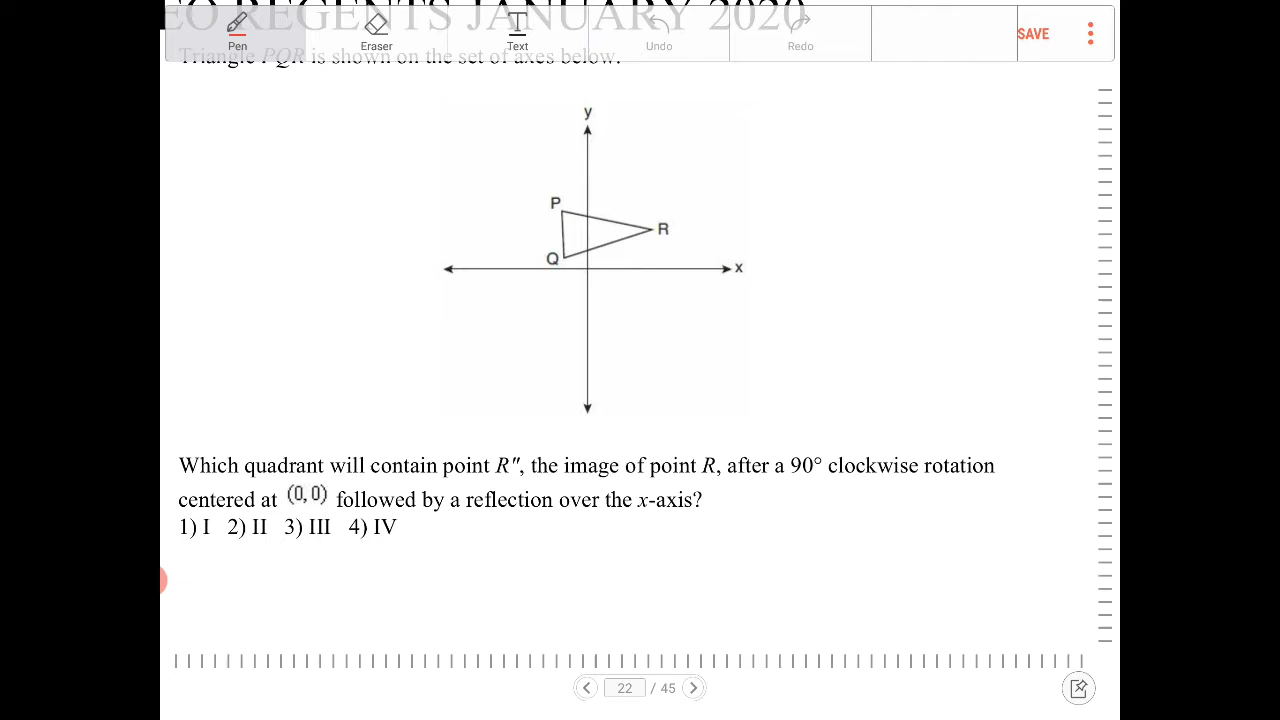 EO REGENTS JANUARY 2020
Pen
Eraser
T
Text
Undo
Redo
SAVE
Triangle PQR is shown on the set of axes below.
y
P
R
Q
x
Which quadrant will contain point R″, the image of point R, after a 90° clockwise rotation
centered at (0,0) followed by a reflection over the x-axis?
1) I 2) II 3) III 4) IV
22 / 45